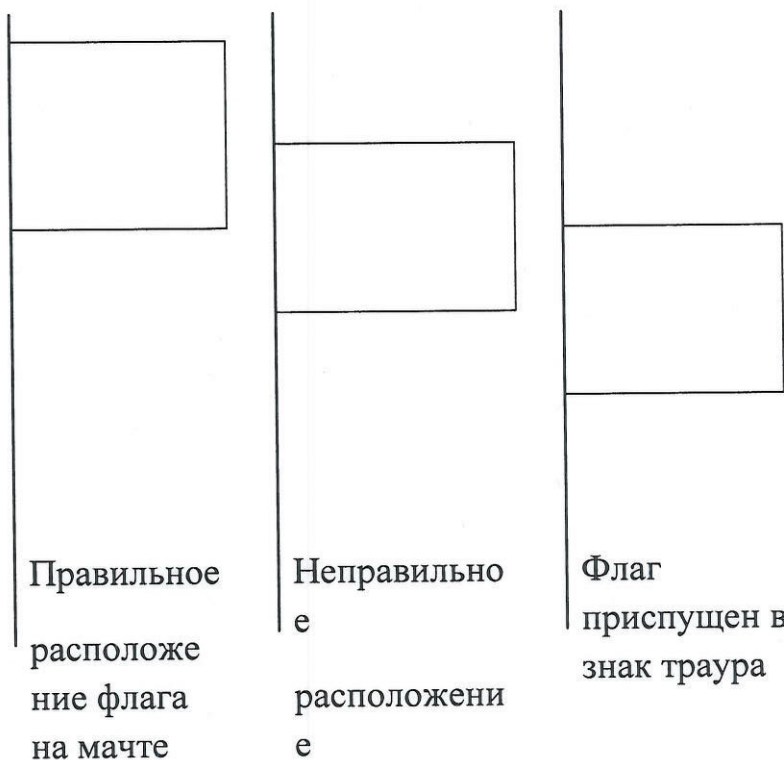 Правильное
расположе
ние флага
на мачте
Неправильно
е
расположени
е
Флаг
приспущен в
знак траура